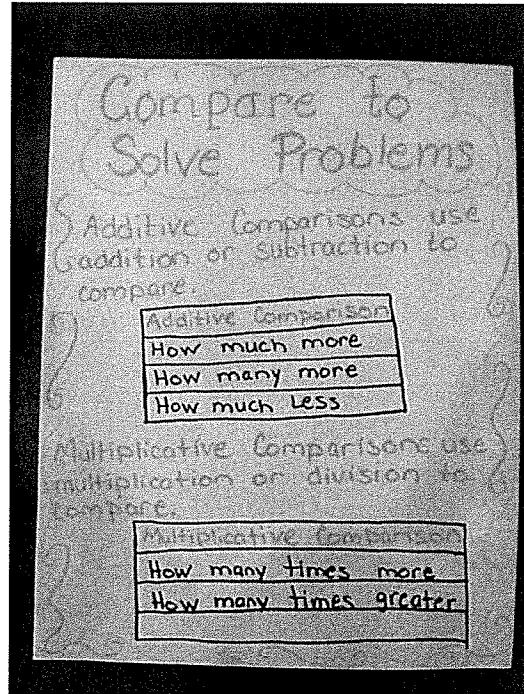 Compare to
Solve Problems
Additive Comparisons use
addition or subtraction to
compare.
Additive Comparison
How much more
How many more
How much Less
Multiplicative Comparisons use
multiplication or division to
compare.
Multiplicative Comparison
How many times more
How many times greater